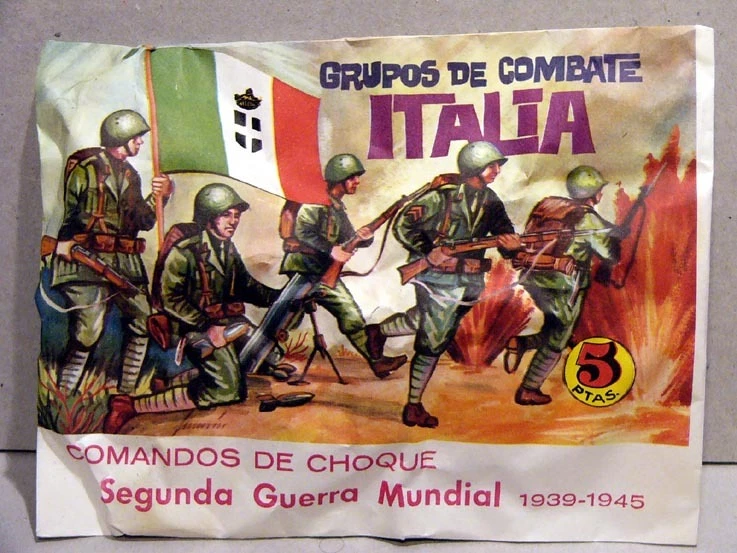 GRUPOS DE COMBATE
ITALIA
5
PTAS.
COMANDOS DE CHOQUE
Segunda Guerra Mundial 1939-1945